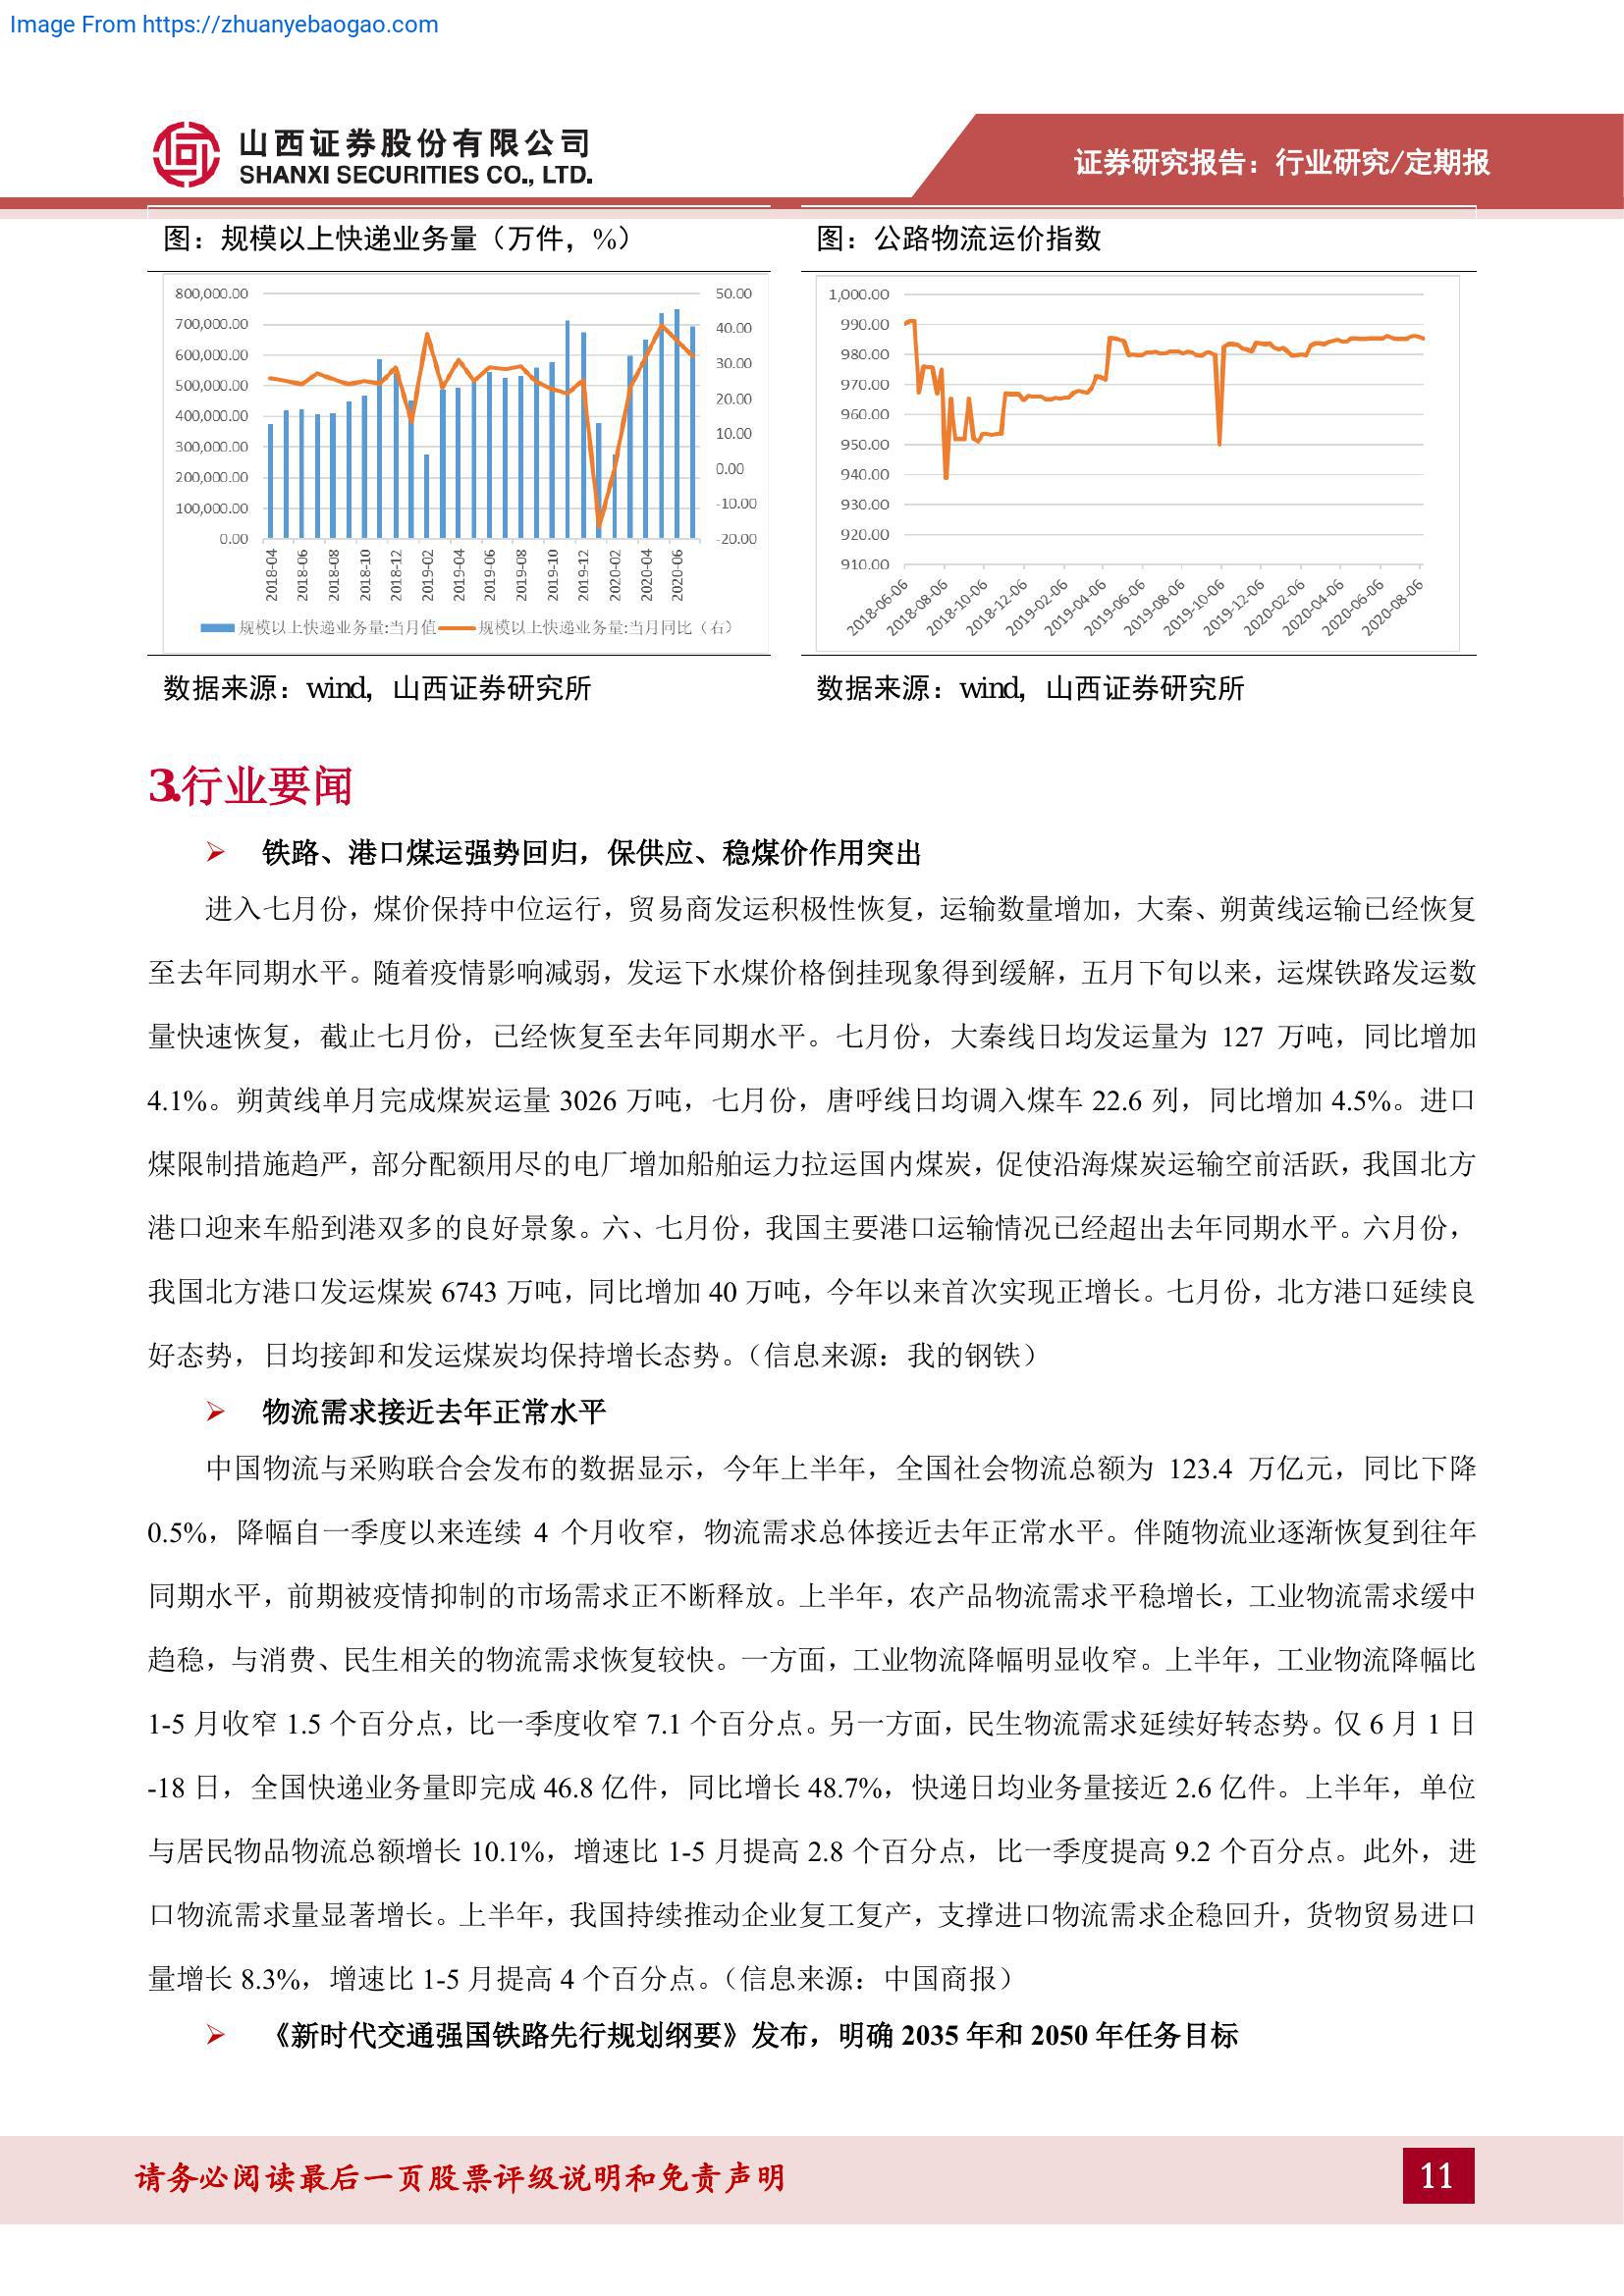 Image From https://zhuanyebaogao.com
山西证券股份有限公司
SHANXI SECURITIES CO., LTD.
证券研究报告：行业研究/定期报
图：规模以上快递业务量（万件，%）
800,000.00
700,000.00
600,000.00
500,000.00
400,000.00
300,000.00
200,000.00
100,000.00
0.00
50.00
40.00
30.00
20.00
10.00
0.00
-10.00
-20.00
2018-04
2018-06
2018-08
2018-10
2018-12
2019-02
2019-04
2019-06
2019-08
2019-10
2019-12
2020-02
2020-04
2020-06
规模以上快递业务量:当月值
规模以上快递业务量:当月同比（右）
数据来源：wind，山西证券研究所
图：公路物流运价指数
1,000.00
990.00
980.00
970.00
960.00
950.00
940.00
930.00
920.00
910.00
2018-06-06
2018-08-06
2018-10-06
2018-12-06
2019-02-06
2019-04-06
2019-06-06
2019-08-06
2019-10-06
2019-12-06
2020-02-06
2020-04-06
2020-06-06
2020-08-06
数据来源：wind，山西证券研究所
3.行业要闻
铁路、港口煤运强势回归，保供应、稳煤价作用突出
进入七月份，煤价保持中位运行，贸易商发运积极性恢复，运输数量增加，大秦、朔黄线运输已经恢复
至去年同期水平。随着疫情影响减弱，发运下水煤价格倒挂现象得到缓解，五月下旬以来，运煤铁路发运数
量快速恢复，截止七月份，已经恢复至去年同期水平。七月份，大秦线日均发运量为 127 万吨，同比增加
4.1%。朔黄线单月完成煤炭运量 3026 万吨，七月份，唐呼线日均调入煤车 22.6 列，同比增加 4.5%。进口
煤限制措施趋严，部分配额用尽的电厂增加船舶运力拉运国内煤炭，促使沿海煤炭运输空前活跃，我国北方
港口迎来车船到港双多的良好景象。六、七月份，我国主要港口运输情况已经超出去年同期水平。六月份，
我国北方港口发运煤炭 6743 万吨，同比增加 40 万吨，今年以来首次实现正增长。七月份，北方港口延续良
好态势，日均接卸和发运煤炭均保持增长态势。（信息来源：我的钢铁）
物流需求接近去年正常水平
中国物流与采购联合会发布的数据显示，今年上半年，全国社会物流总额为 123.4 万亿元，同比下降
0.5%，降幅自一季度以来连续 4 个月收窄，物流需求总体接近去年正常水平。伴随物流业逐渐恢复到往年
同期水平，前期被疫情抑制的市场需求正不断释放。上半年，农产品物流需求平稳增长，工业物流需求缓中
趋稳，与消费、民生相关的物流需求恢复较快。一方面，工业物流降幅明显收窄。上半年，工业物流降幅比
1-5 月收窄 1.5 个百分点，比一季度收窄 7.1 个百分点。另一方面，民生物流需求延续好转态势。仅 6 月 1 日
-18 日，全国快递业务量即完成 46.8 亿件，同比增长 48.7%，快递日均业务量接近 2.6 亿件。上半年，单位
与居民物品物流总额增长 10.1%，增速比 1-5 月提高 2.8 个百分点，比一季度提高 9.2 个百分点。此外，进
口物流需求量显著增长。上半年，我国持续推动企业复工复产，支撑进口物流需求企稳回升，货物贸易进口
量增长 8.3%，增速比 1-5 月提高 4 个百分点。（信息来源：中国商报）
《新时代交通强国铁路先行规划纲要》发布，明确 2035 年和 2050 年任务目标
请务必阅读最后一页股票评级说明和免责声明
11